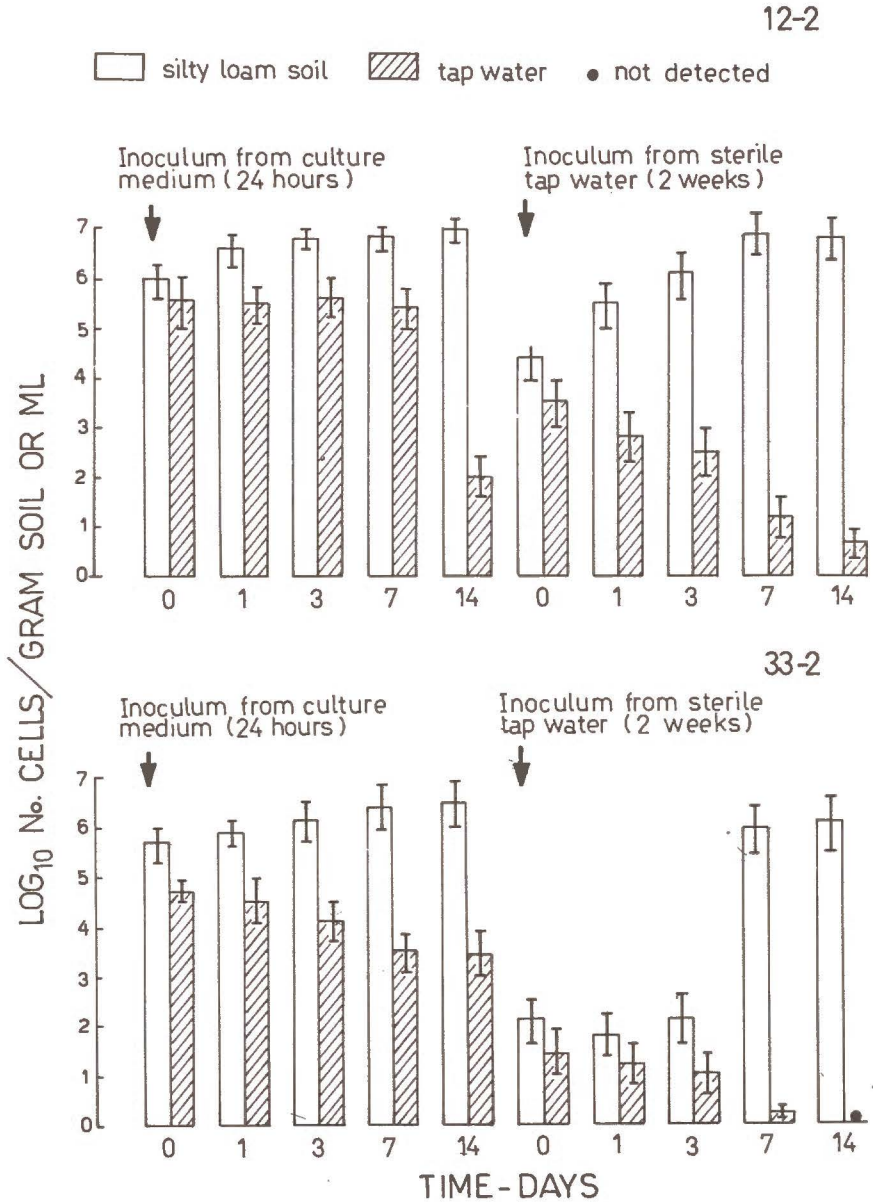 12-2
silty loam soil tap water • not detected
Inoculum from culture
medium (24 hours)
Inoculum from sterile
tap water (2 weeks)
7
6
5
4
3
2
1
0
0 1 3 7 14 0 1 3 7 14
33-2
Inoculum from culture
medium (24 hours)
Inoculum from sterile
tap water (2 weeks)
7
6
5
4
3
2
1
0
0 1 3 7 14 0 1 3 7 14
LOG10 No. CELLS/GRAM SOIL OR ML
TIME-DAYS